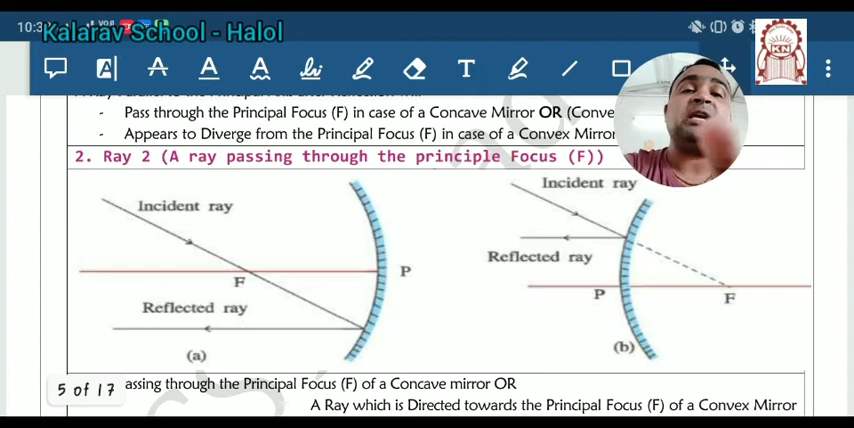 10:3
Kalarav School - Halol
A
A
A
A
T
Pass through the Principal Focus (F) in case of a Concave Mirror OR (Conve
Appears to Diverge from the Principal Focus (F) in case of a Convex Mirror
2. Ray 2 (A ray passing through the principle Focus (F))
Incident ray
Incident ray
Reflected ray
P
F
P
F
Reflected ray
(a)
(b)
5 of 17
assing through the Principal Focus (F) of a Concave mirror OR
A Ray which is Directed towards the Principal Focus (F) of a Convex Mirror
KN